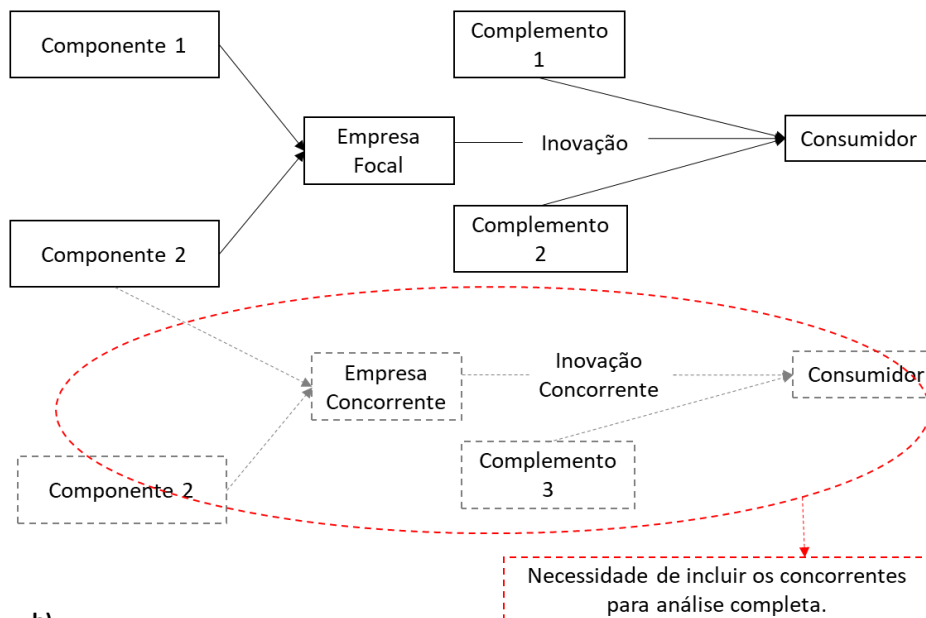 Componente 1
Complemento
1
Empresa
Focal
Inovação
Consumidor
Componente 2
Complemento
2
Empresa
Concorrente
Inovação
Concorrente
Consumidor
Componente 2
Complemento
3
Necessidade de incluir os concorrentes
para análise completa.